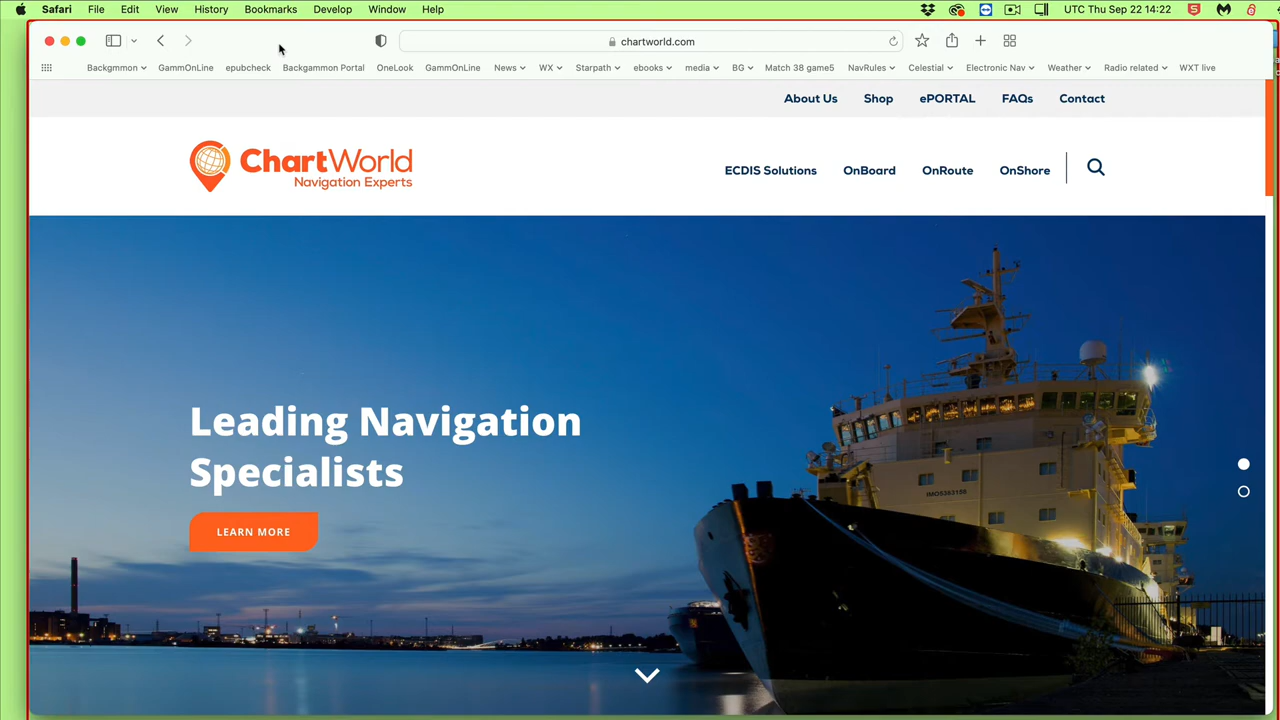 Safari File Edit View History Bookmarks Develop Window Help UTC Thu Sep 22 14:22
chartworld.com
Backgmmon GammOnLine epubcheck Backgammon Portal OneLook GammOnLine News WX Starpath ebooks media BG Match 38 game5 NavRules Celestial Electronic Nav Weather Radio related WXT live
About Us Shop ePORTAL FAQs Contact
ChartWorld
Navigation Experts
ECDIS Solutions OnBoard OnRoute OnShore
Leading Navigation
Specialists
LEARN MORE
IMO5383158